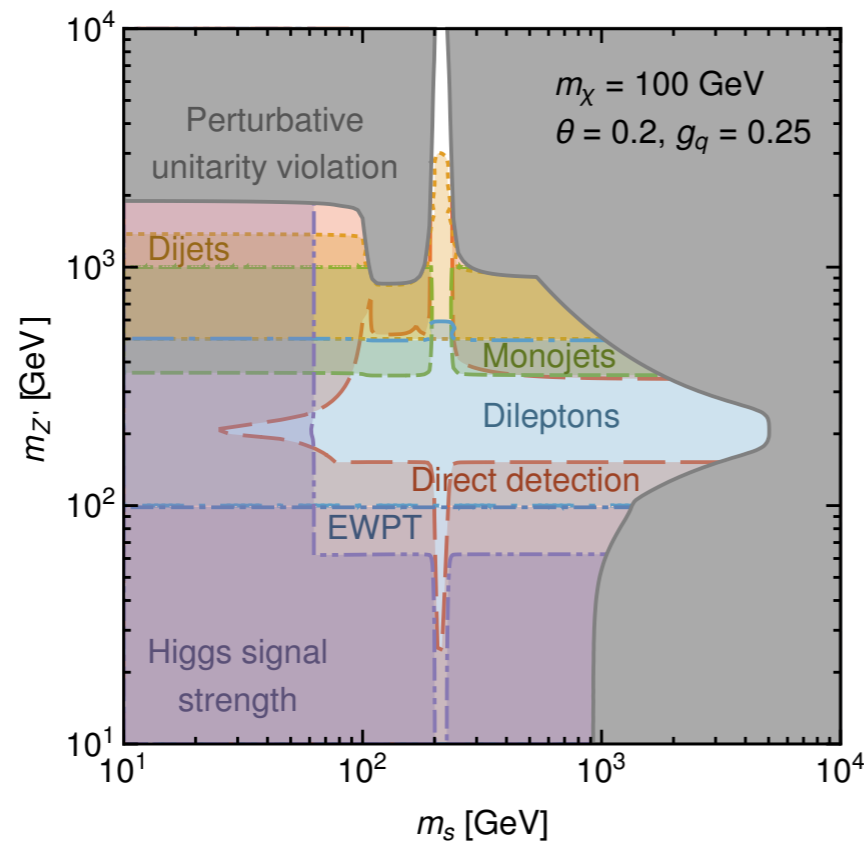 10⁴
m_χ = 100 GeV
θ = 0.2, g_q = 0.25
Perturbative
unitarity violation
10³
Dijets
Monojets
Dileptons
Direct detection
10²
EWPT
Higgs signal
strength
10¹
m_Z' [GeV]
10¹ 10² 10³ 10⁴
m_s [GeV]